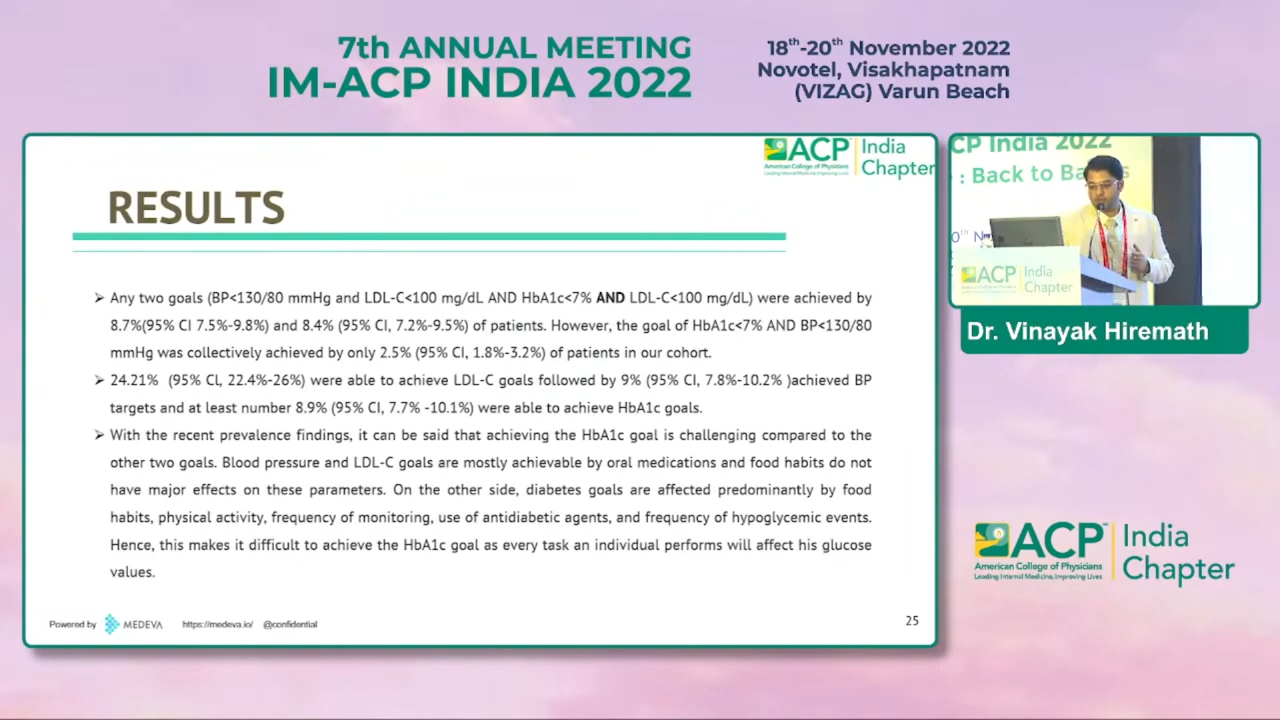 7th ANNUAL MEETING
IM-ACP INDIA 2022
18th-20th November 2022
Novotel, Visakhapatnam
(VIZAG) Varun Beach
ACP India
American College of Physicians Chapter
Leading Internal Medicine, Improving Lives
RESULTS
➢ Any two goals (BP<130/80 mmHg and LDL-C<100 mg/dL AND HbA1c<7% AND LDL-C<100 mg/dL) were achieved by
8.7%(95% CI 7.5%-9.8%) and 8.4% (95% CI, 7.2%-9.5%) of patients. However, the goal of HbA1c<7% AND BP<130/80
mmHg was collectively achieved by only 2.5% (95% CI, 1.8%-3.2%) of patients in our cohort.
➢ 24.21% (95% CI, 22.4%-26%) were able to achieve LDL-C goals followed by 9% (95% CI, 7.8%-10.2% )achieved BP
targets and at least number 8.9% (95% CI, 7.7% -10.1%) were able to achieve HbA1c goals.
➢ With the recent prevalence findings, it can be said that achieving the HbA1c goal is challenging compared to the
other two goals. Blood pressure and LDL-C goals are mostly achievable by oral medications and food habits do not
have major effects on these parameters. On the other side, diabetes goals are affected predominantly by food
habits, physical activity, frequency of monitoring, use of antidiabetic agents, and frequency of hypoglycemic events.
Hence, this makes it difficult to achieve the HbA1c goal as every task an individual performs will affect his glucose
values.
Powered by MEDEVA https://medeva.io/ @confidential
25
CP India 2022
: Back to Ba s
0th N
ACP India
Chapter
Dr. Vinayak Hiremath
ACP™ India
American College of Physicians Chapter
Leading Internal Medicine, Improving Lives